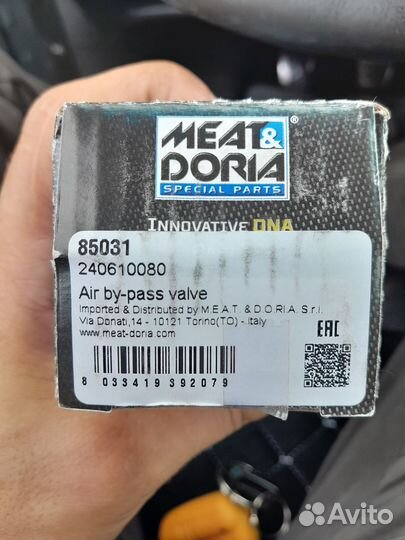 MEAT&
DORIA®
SPECIAL PARTS
INNOVATIVE DNA
85031
240610080
Air by-pass valve
Imported & Distributed by M.E.A.T. & D.O.R.I.A. S.r.l.
Via Donati,14 - 10121 Torino(TO) - Italy
www.meat-doria.com
EAC
8 033419 392079
Avito